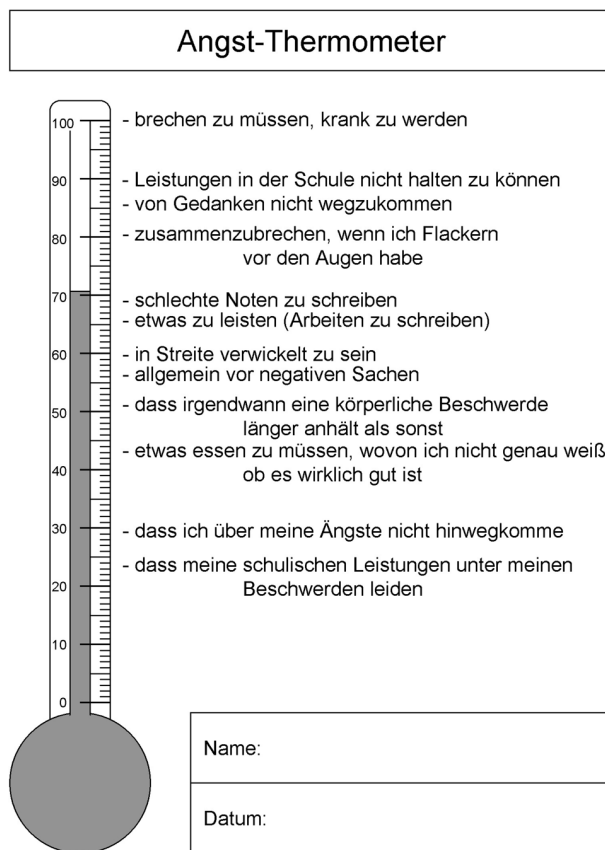 Angst-Thermometer
100
- brechen zu müssen, krank zu werden
90
- Leistungen in der Schule nicht halten zu können
- von Gedanken nicht wegzukommen
80
- zusammenzubrechen, wenn ich Flackern
vor den Augen habe
70
- schlechte Noten zu schreiben
- etwas zu leisten (Arbeiten zu schreiben)
60
- in Streite verwickelt zu sein
- allgemein vor negativen Sachen
50
- dass irgendwann eine körperliche Beschwerde
länger anhält als sonst
40
- etwas essen zu müssen, wovon ich nicht genau weiß
ob es wirklich gut ist
30
- dass ich über meine Ängste nicht hinwegkomme
20
- dass meine schulischen Leistungen unter meinen
Beschwerden leiden
10
0
Name:
Datum: